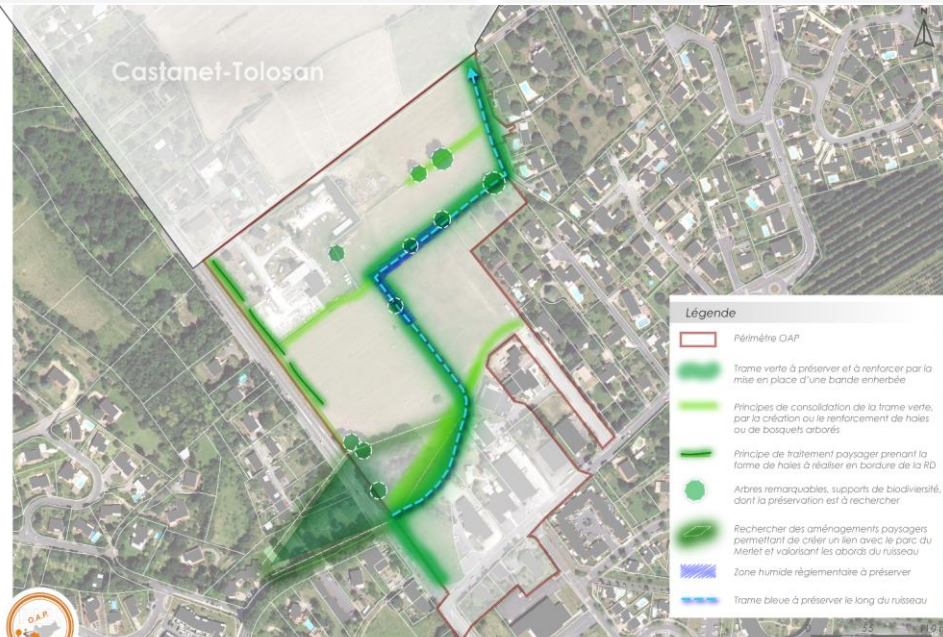 Castanet-Tolosan
Légende
Périmètre OAP
Trame verte à préserver et à renforcer par la
mise en place d'une bande enherbée
Principes de consolidation de la trame verte,
par la création ou le renforcement de haies
ou de bosquets arborés
Principe de traitement paysager prenant la
forme de haies à réaliser en bordure de la RD
Arbres remarquables, supports de biodiversité,
dont la préservation est à rechercher
Rechercher des aménagements paysagers
permettant de créer un lien avec le parc du
Merlet et valorisant les abords du ruisseau
Zone humide règlementaire à préserver
Trame bleue à préserver le long du ruisseau
O.A.P.
0 55